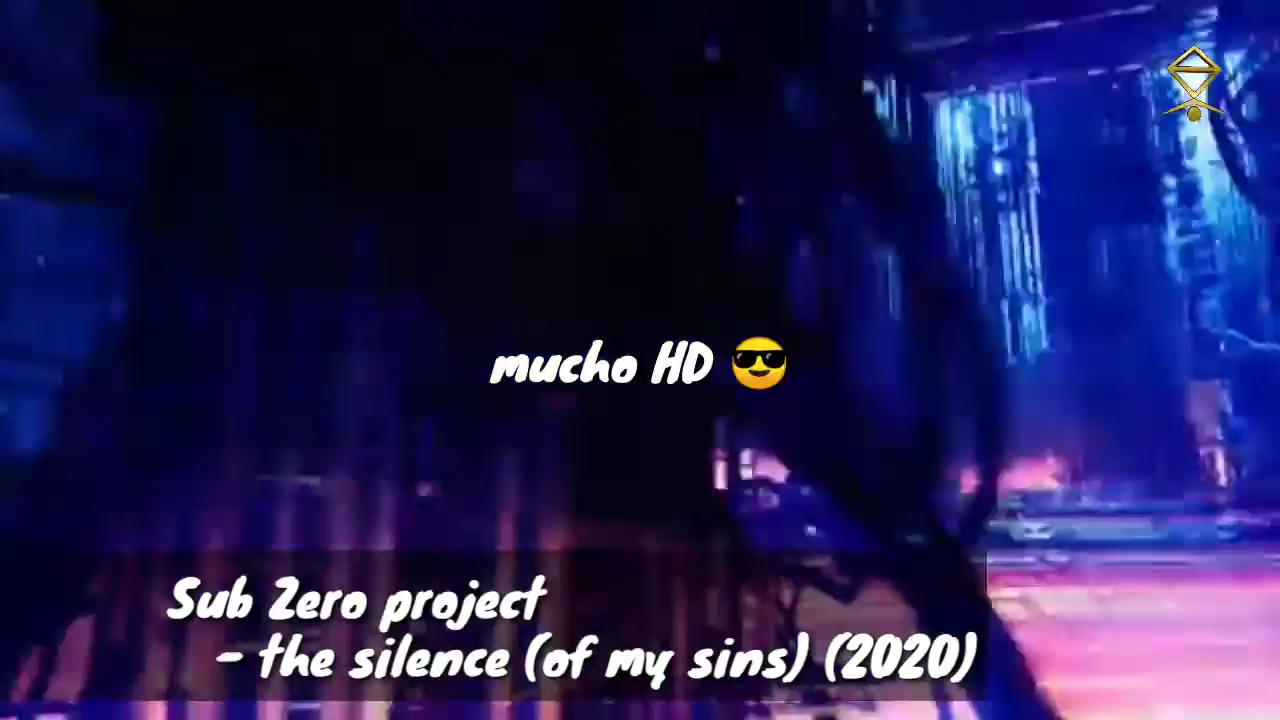 mucho HD 😎
Sub Zero project
- the silence (of my sins) (2020)